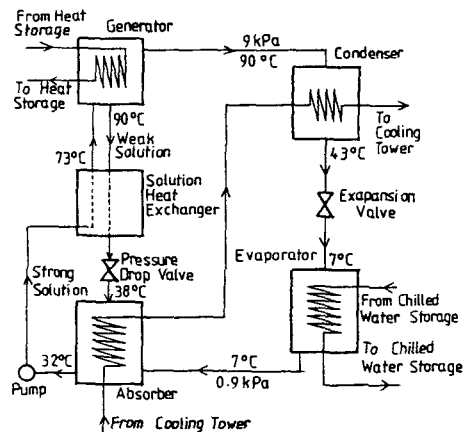 Generator
From Heat
Storage
9 kPa
90°C
Condenser
To Heat
Storage
90°C
Weak
Solution
73°C
To
Cooling
Tower
43°C
Solution
Heat
Exchanger
Exapansion
Valve
Evaporator
7°C
Pressure
Drop Valve
Strong
Solution
38°C
From Chilled
Water Storage
To Chilled
Water Storage
32°C
7°C
0.9 kPa
Pump
Absorber
From Cooling Tower